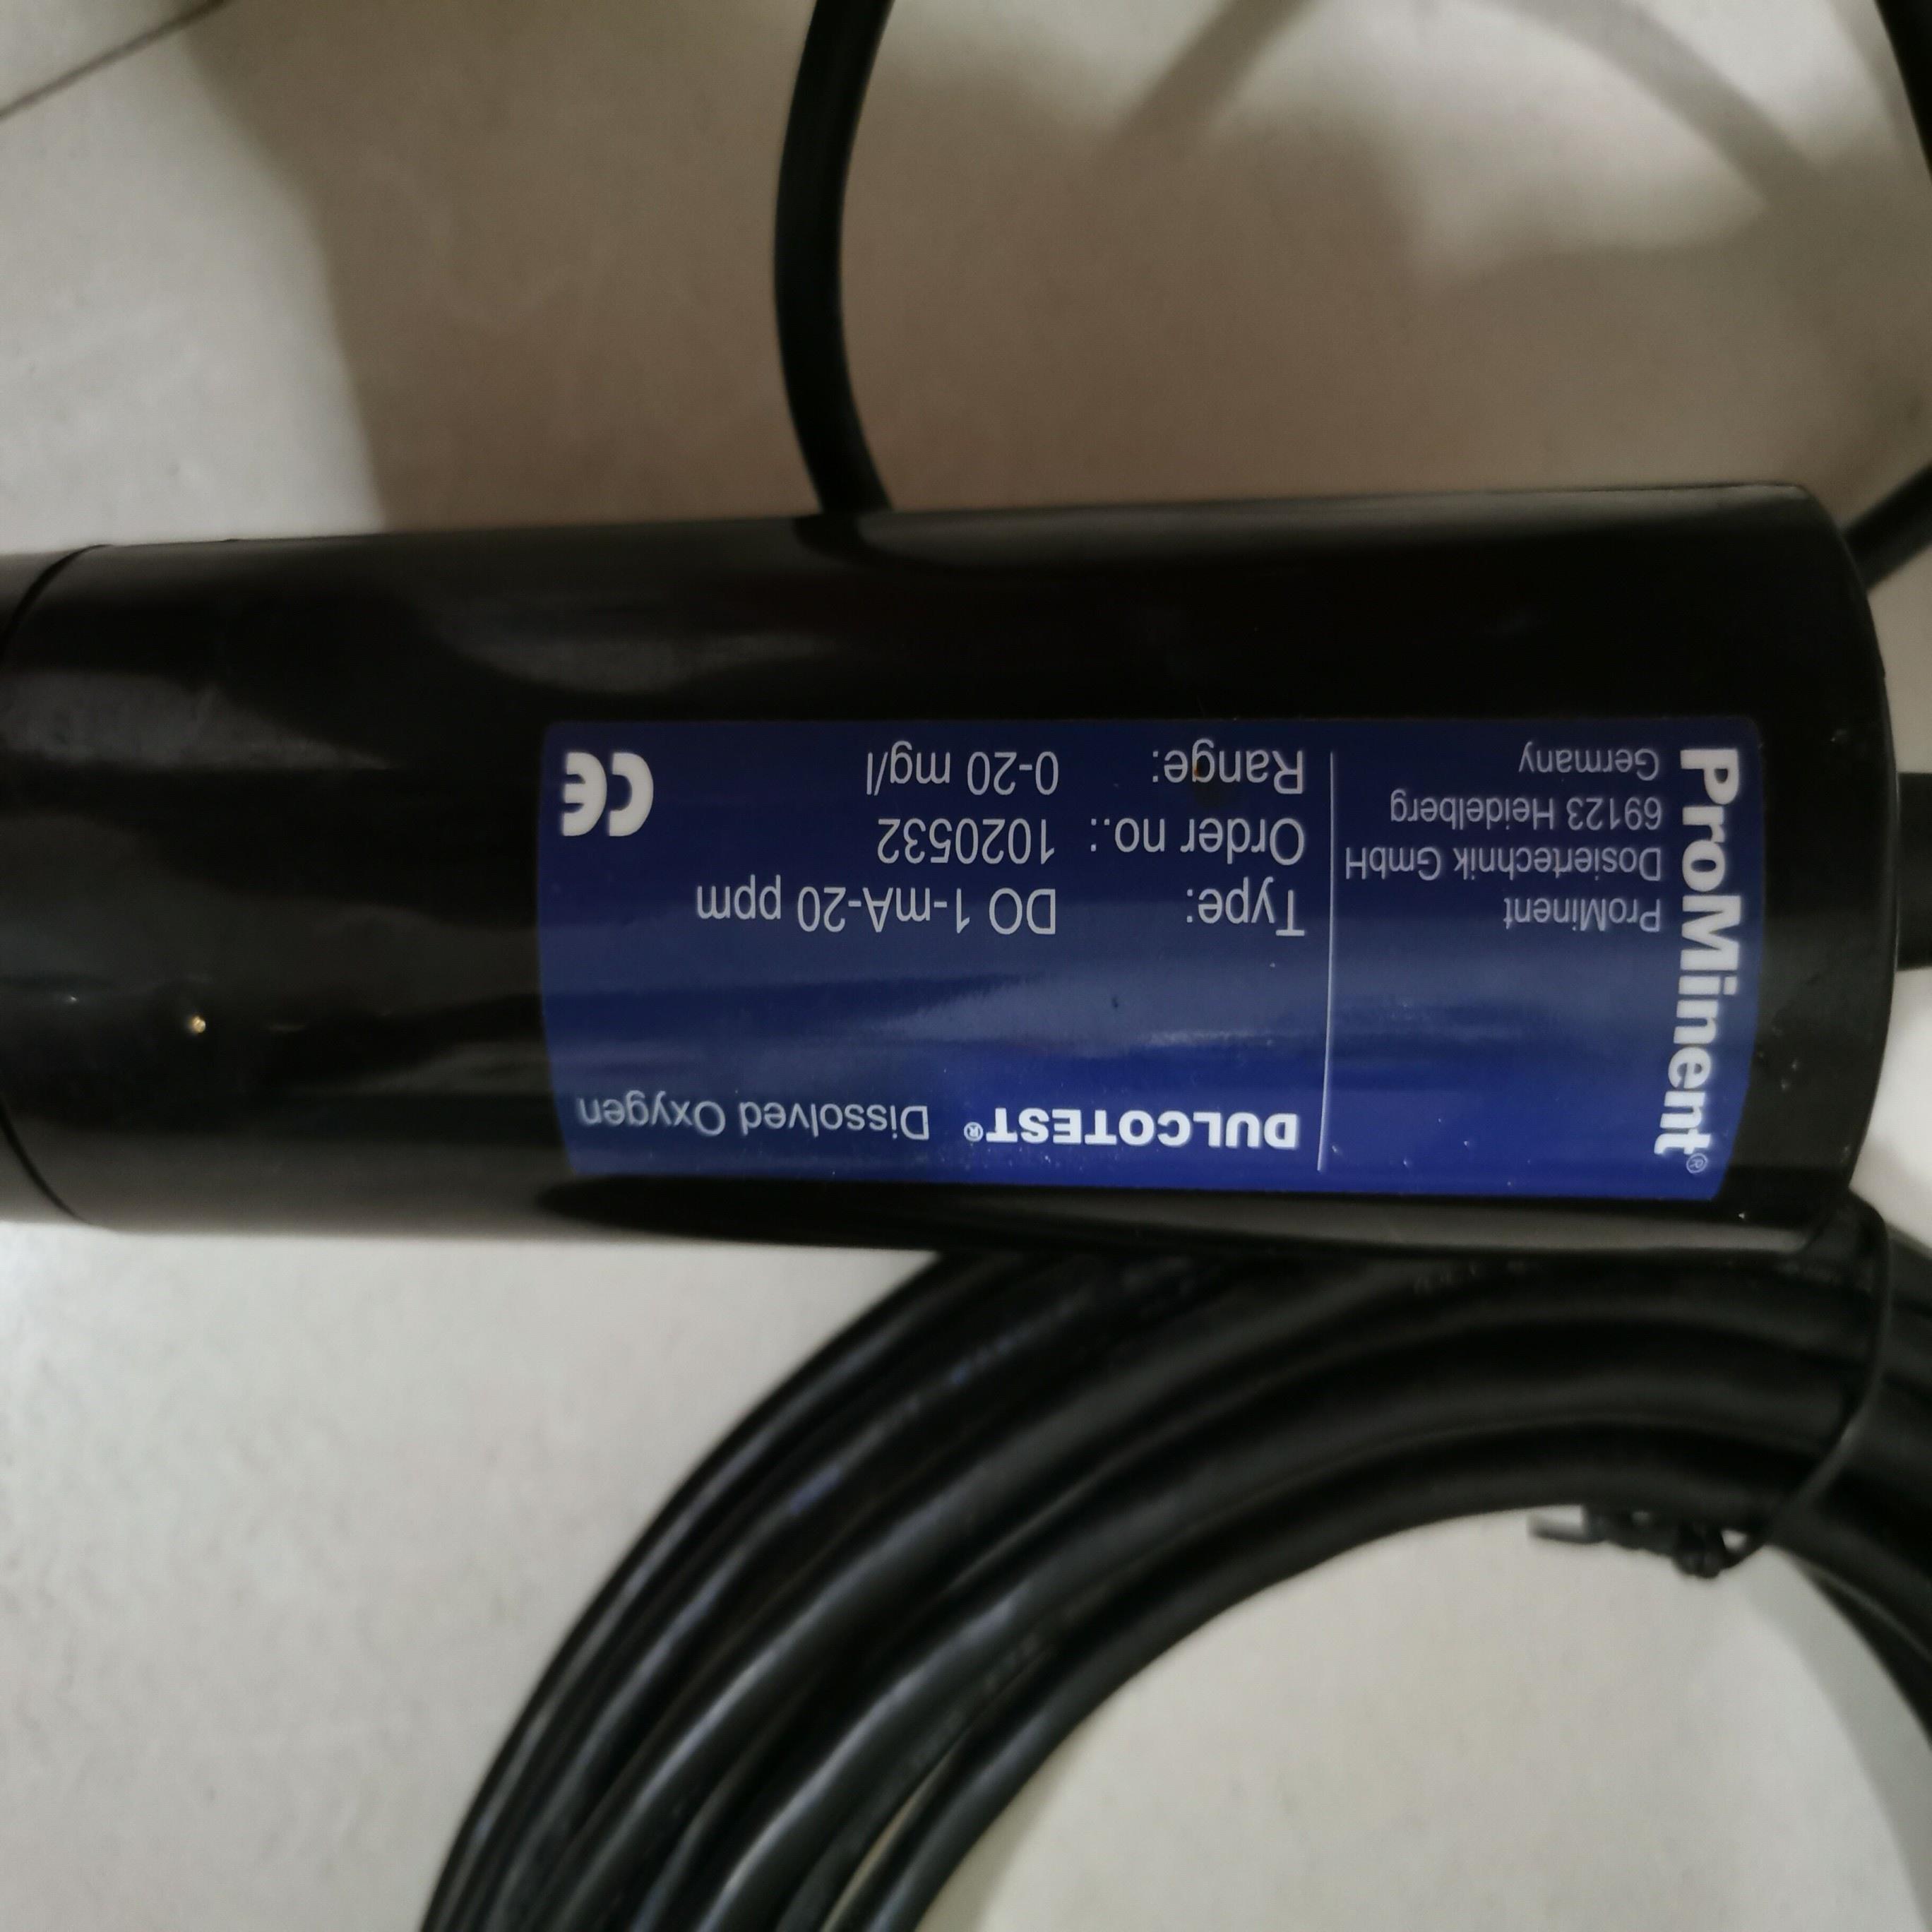 ProMinent®
ProMinent
Dosiertechnik GmbH
69123 Heidelberg
Germany
DULCOTEST® Dissolved Oxygen
Type: DO 1-mA-20 ppm
Order no.: 1020532
Range: 0-20 mg/l
CE